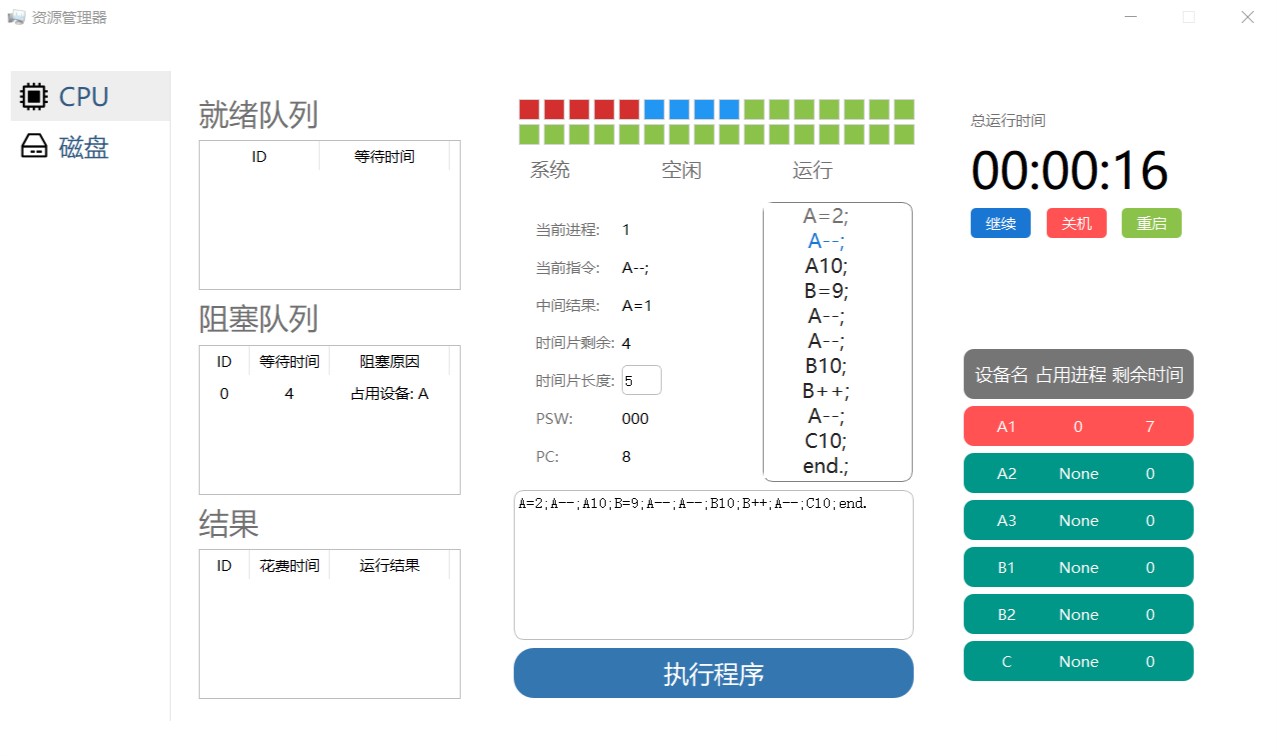 资源管理器
CPU
磁盘
就绪队列
ID 等待时间
阻塞队列
ID 等待时间 阻塞原因
0 4 占用设备: A
结果
ID 花费时间 运行结果
系统 空闲 运行
当前进程: 1
当前指令: A--;
中间结果: A=1
时间片剩余: 4
时间片长度: 5
PSW: 000
PC: 8
A=2;
A--;
A10;
B=9;
A--;
A--;
B10;
B++;
A--;
C10;
end.;
A=2;A--;A10;B=9;A--;A--;B10;B++;A--;C10;end.
执行程序
总运行时间
00:00:16
继续 关机 重启
设备名 占用进程 剩余时间
A1 0 7
A2 None 0
A3 None 0
B1 None 0
B2 None 0
C None 0